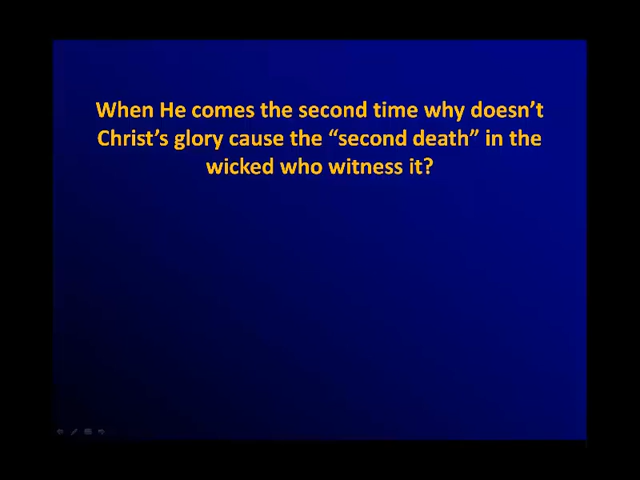 When He comes the second time why doesn’t
Christ’s glory cause the “second death” in the
wicked who witness it?